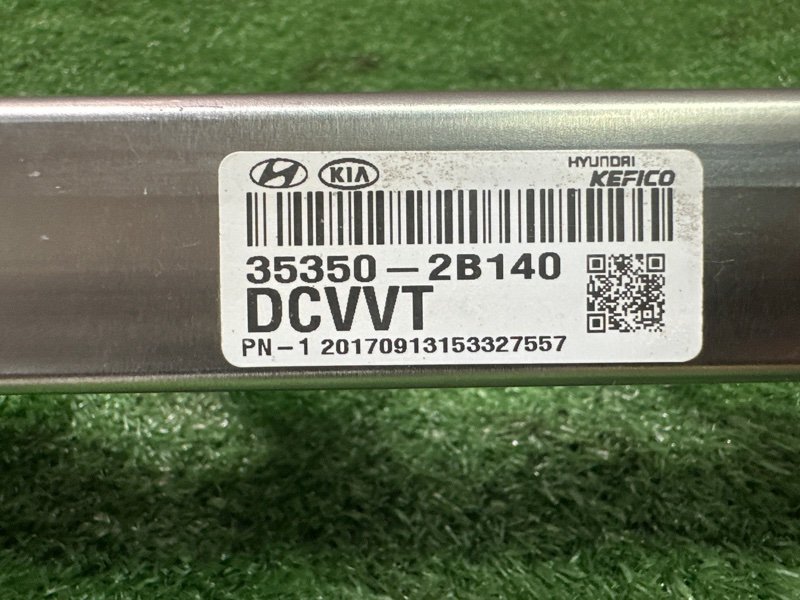 KIA
HYUNDAI
KEFICO
35350-2B140
DCVVT
PN-1 20170913153327557